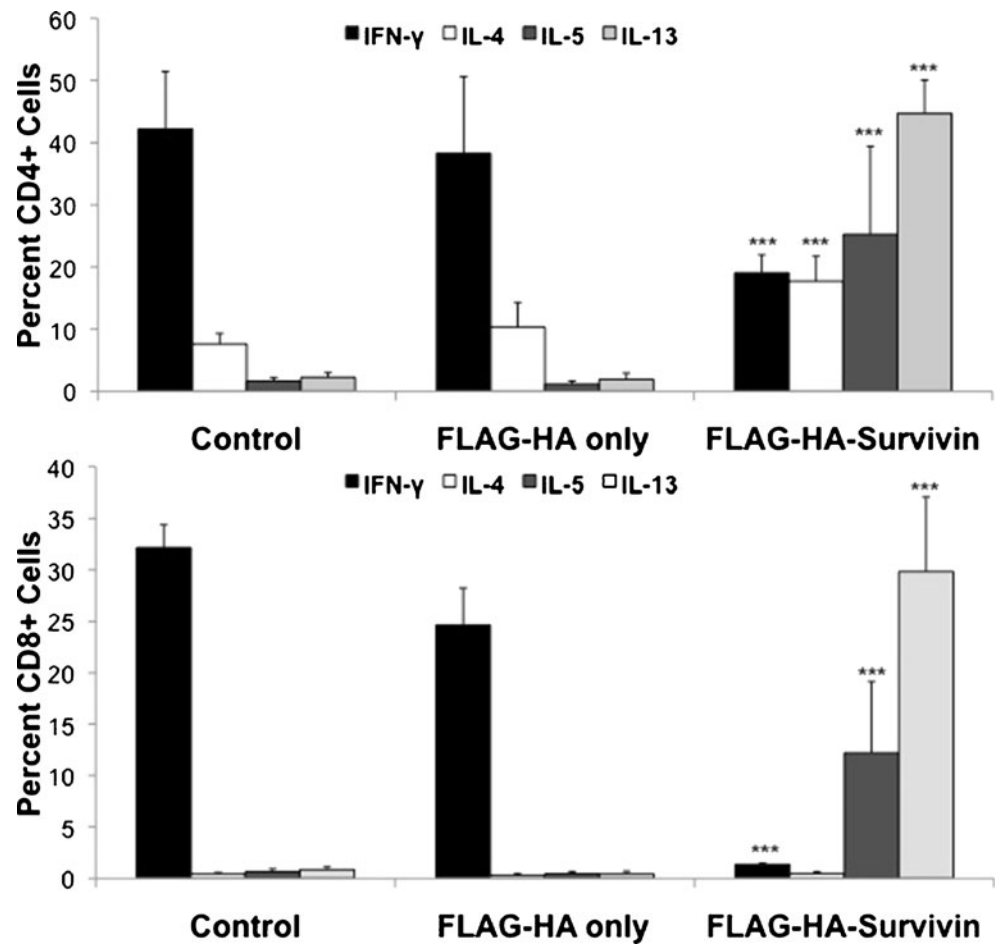 60
50
40
30
20
10
0
Percent CD4+ Cells
IFN-γ IL-4 IL-5 IL-13
*** *** *** ***
Control FLAG-HA only FLAG-HA-Survivin
40
35
30
25
20
15
10
5
0
Percent CD8+ Cells
IFN-γ IL-4 IL-5 IL-13
*** *** ***
Control FLAG-HA only FLAG-HA-Survivin